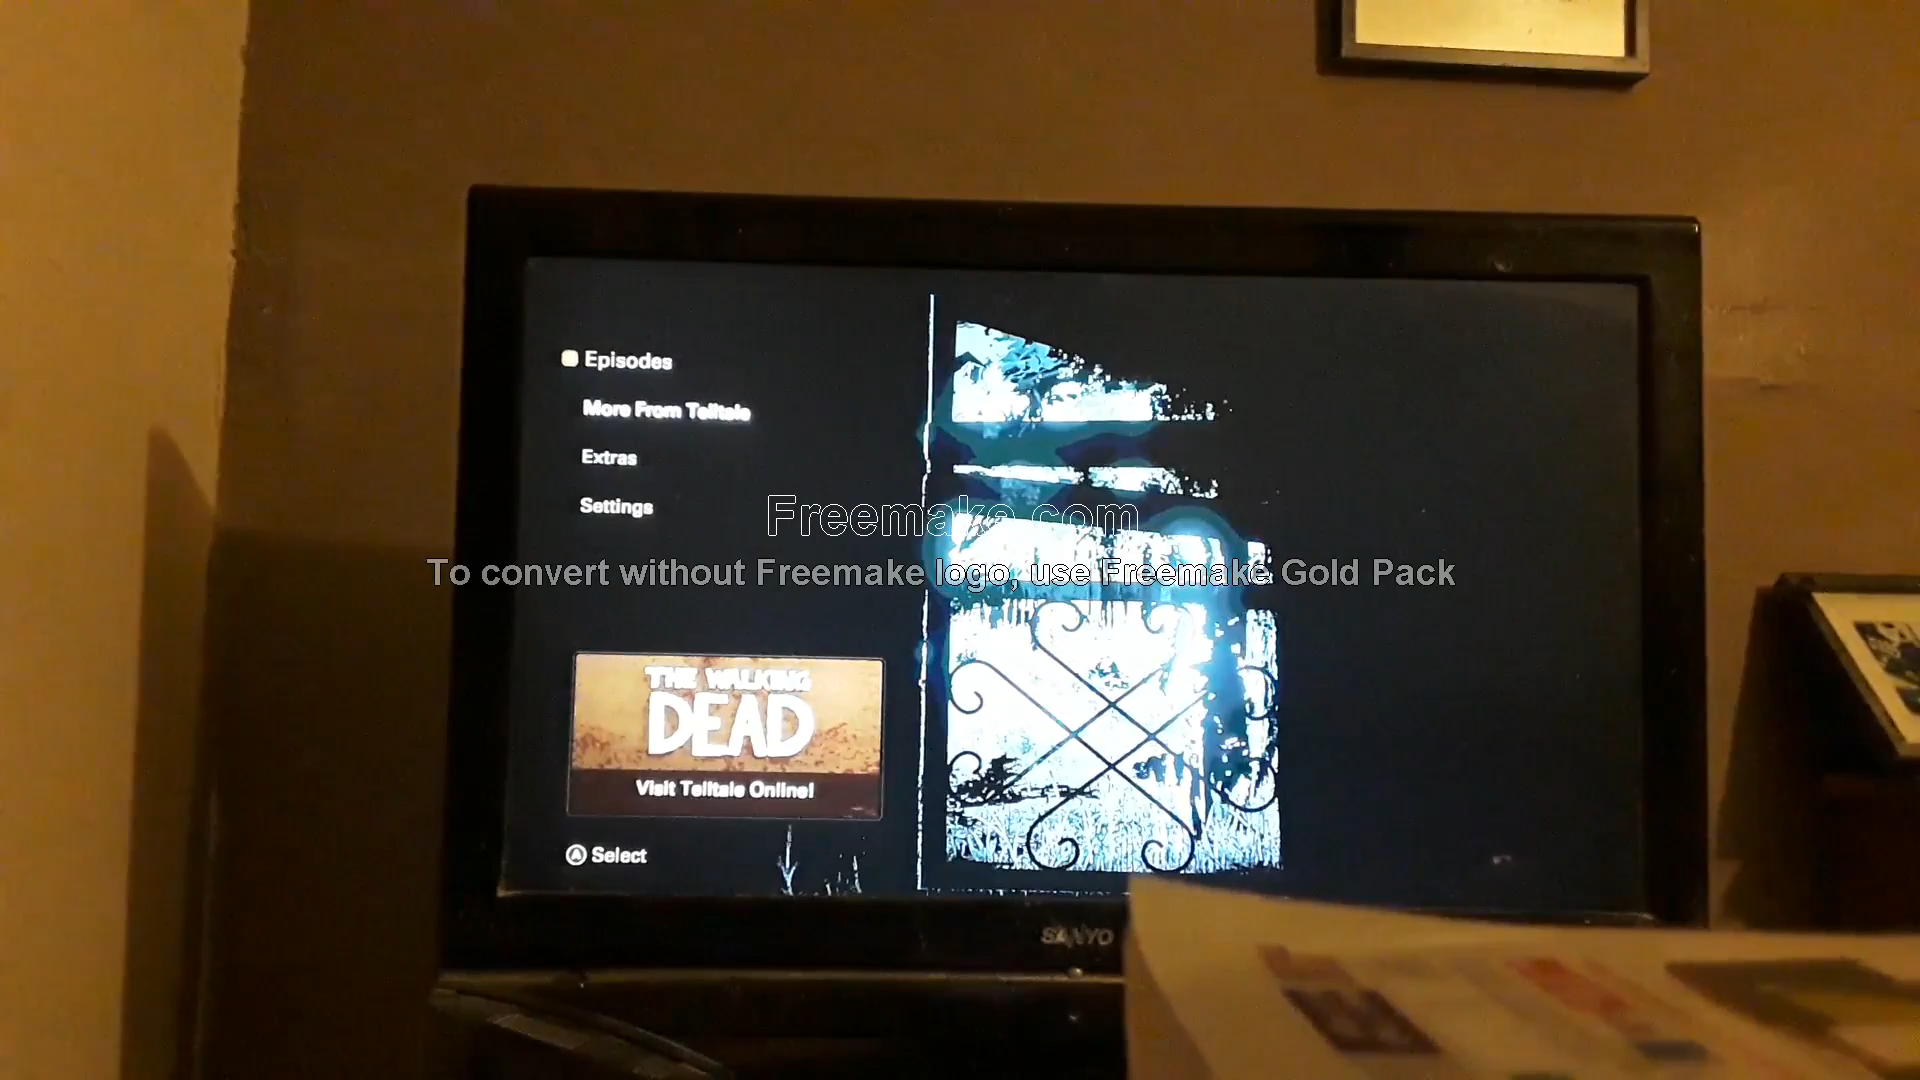 Episodes
More From Telltale
Extras
Settings
Freemake.com
To convert without Freemake logo, use Freemake Gold Pack
THE WALKING
DEAD
Visit Telltale Online!
A Select
SANYO